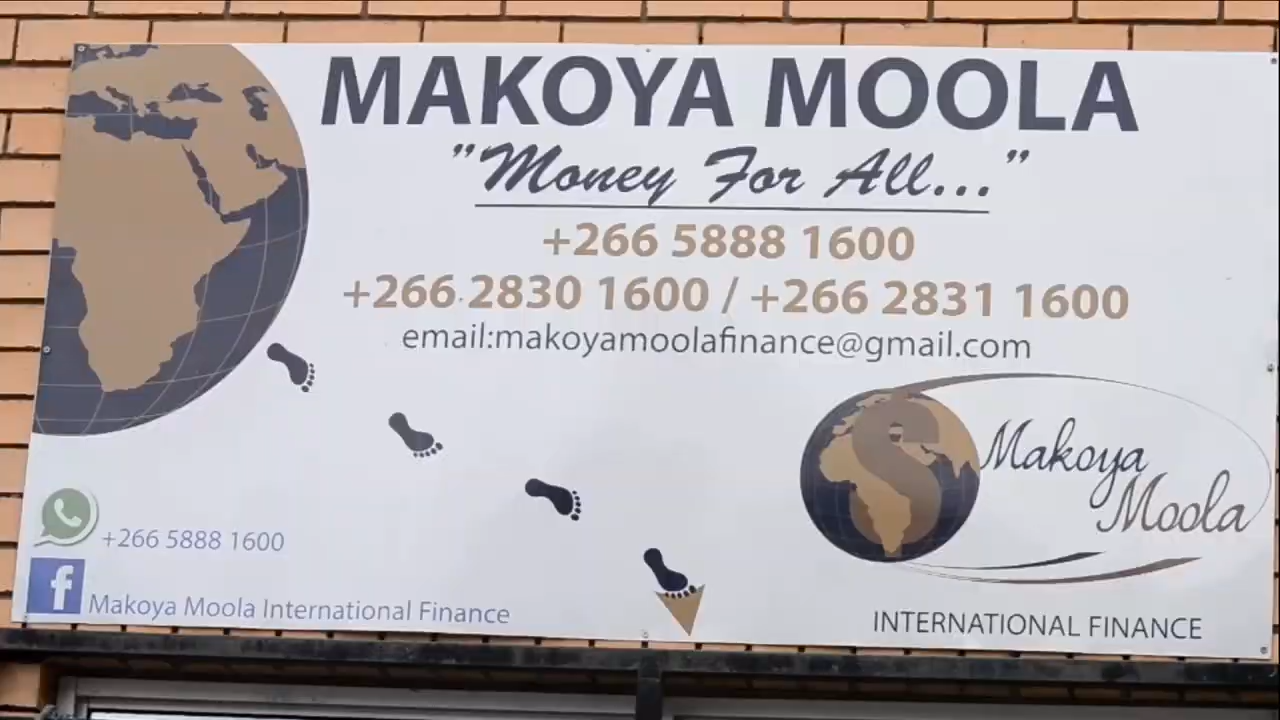 MAKOYA MOOLA
"Money For All..."
+266 5888 1600
+266 2830 1600 / +266 2831 1600
email:makoyamoolafinance@gmail.com
Makoya
Moola
INTERNATIONAL FINANCE
+266 5888 1600
f
Makoya Moola International Finance